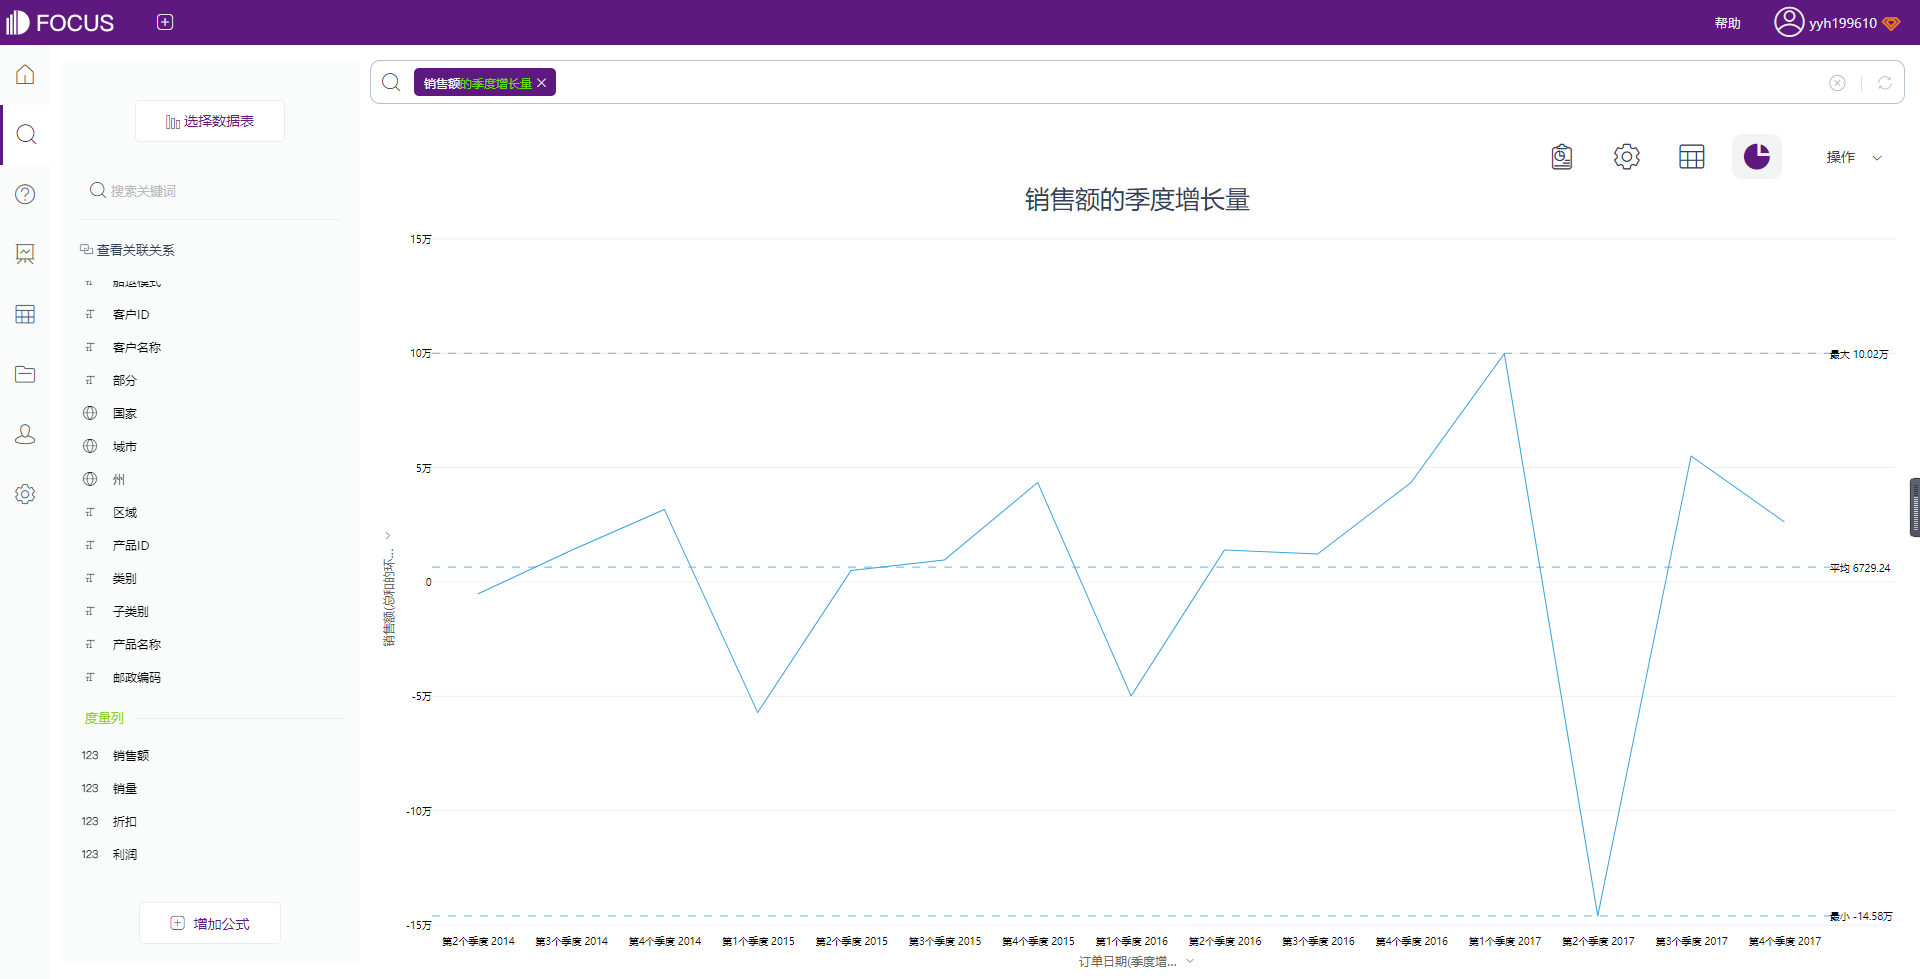 FOCUS
帮助
yyh199610
销售额的季度增长量
选择数据表
搜索关键词
查看关联关系
船运模式
客户ID
客户名称
部分
国家
城市
州
区域
产品ID
类别
子类别
产品名称
邮政编码
度量列
123 销售额
123 销量
123 折扣
123 利润
增加公式
操作
销售额的季度增长量
15万
10万
5万
0
-5万
-10万
-15万
最大 10.02万
平均 6729.24
最小 -14.58万
销售额(总和的环...
第2个季度 2014
第3个季度 2014
第4个季度 2014
第1个季度 2015
第2个季度 2015
第3个季度 2015
第4个季度 2015
第1个季度 2016
第2个季度 2016
第3个季度 2016
第4个季度 2016
第1个季度 2017
第2个季度 2017
第3个季度 2017
第4个季度 2017
订单日期(季度增...